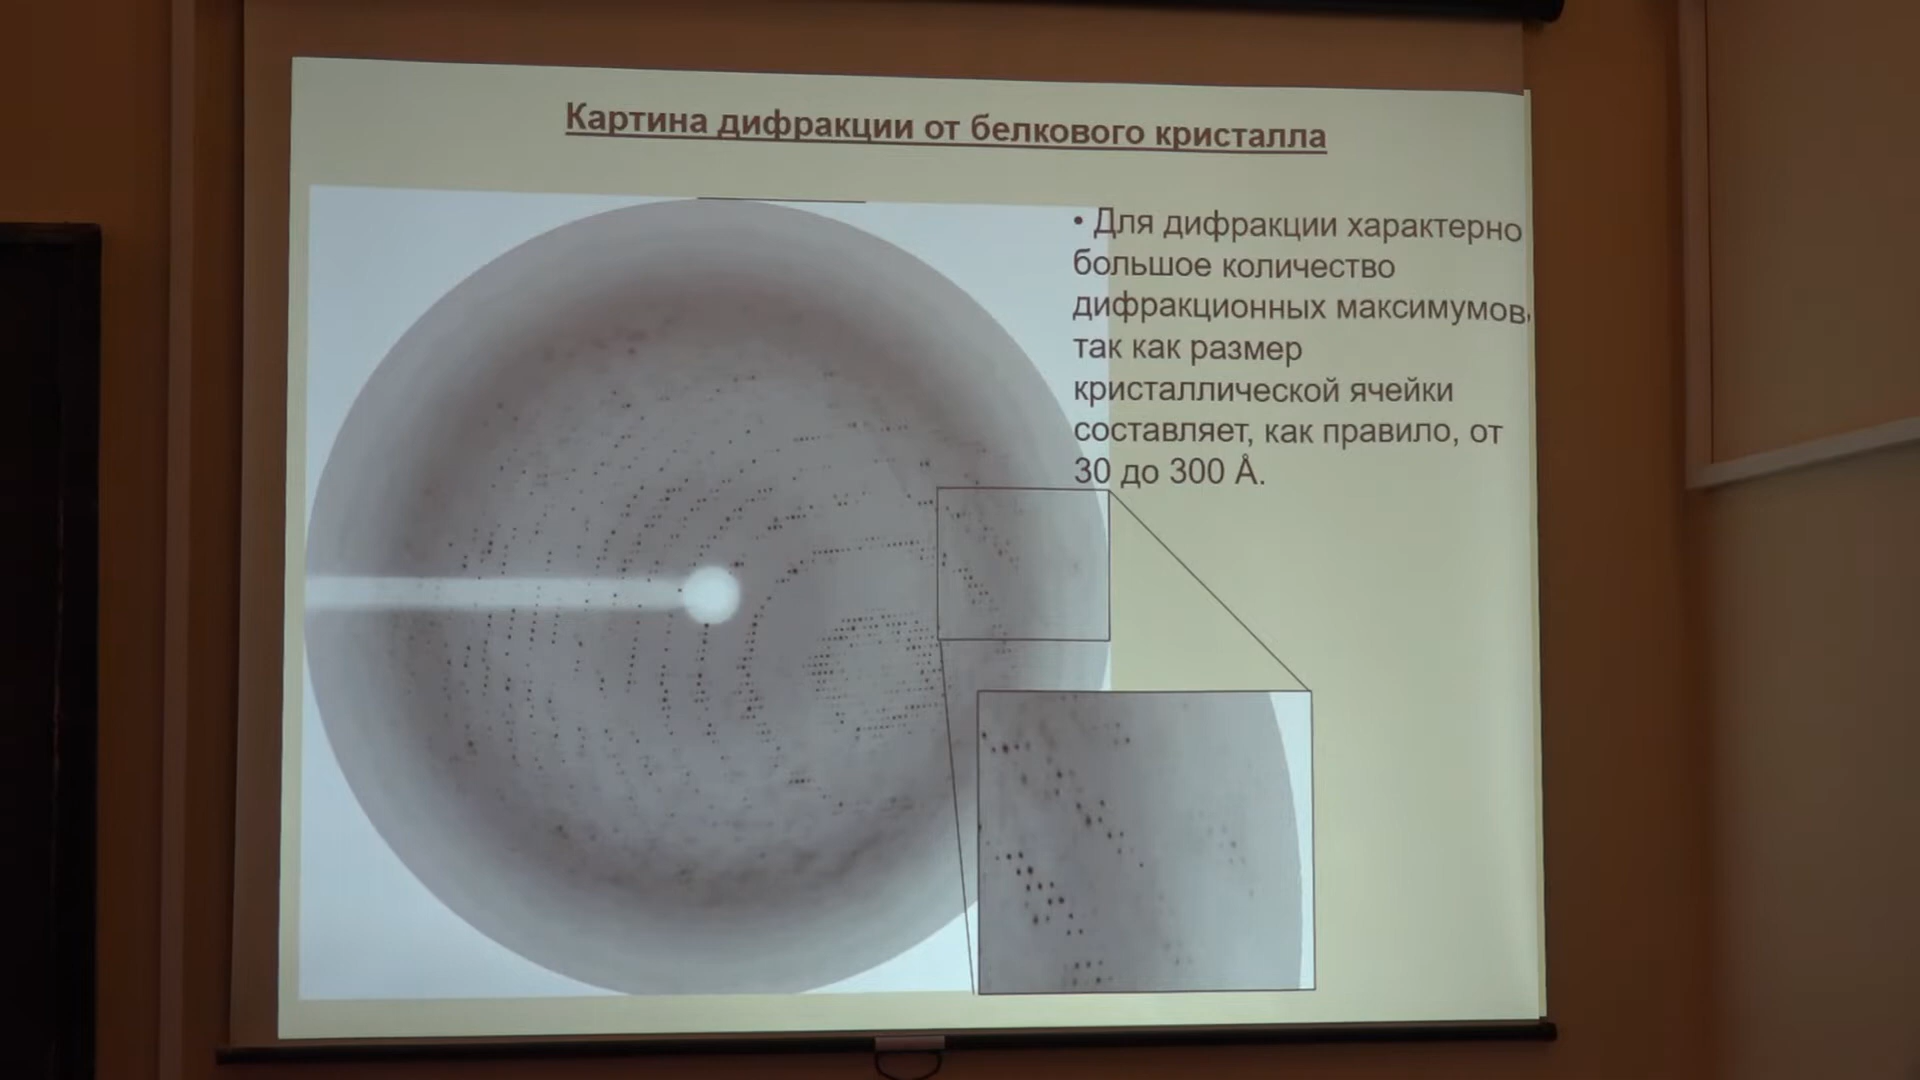 Картина дифракции от белкового кристалла
• Для дифракции характерно
большое количество
дифракционных максимумов,
так как размер
кристаллической ячейки
составляет, как правило, от
30 до 300 Å.